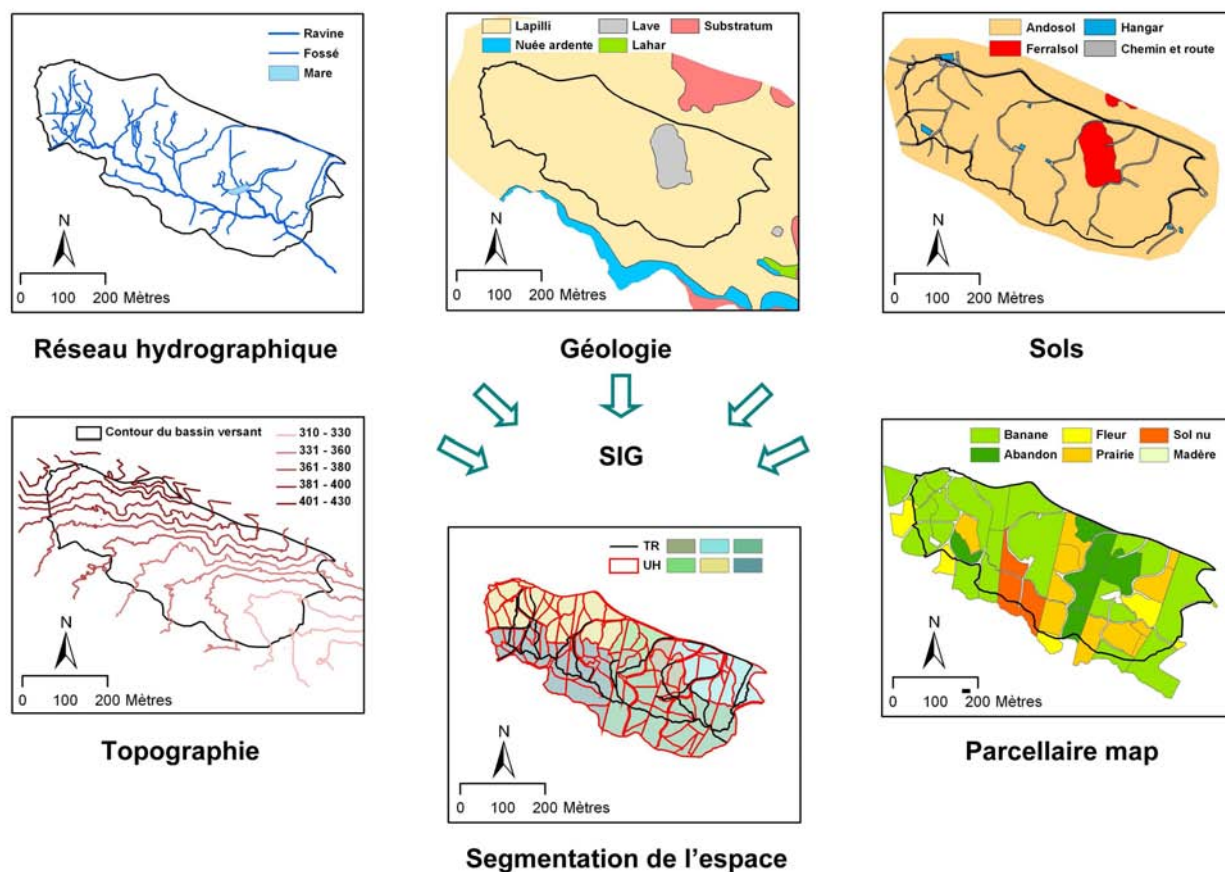 Ravine
Fossé
Mare
N
0 100 200 Mètres
Réseau hydrographique
Lapilli Lave Substratum
Nuée ardente Lahar
N
0 100 200 Mètres
Géologie
Andosol Hangar
Ferralsol Chemin et route
N
0 100 200 Mètres
Sols
SIG
Contour du bassin versant
310 - 330
331 - 360
361 - 380
381 - 400
401 - 430
N
0 100 200 Mètres
Topographie
TR
UH
N
0 100 200 Mètres
Segmentation de l'espace
Banane Fleur Sol nu
Abandon Prairie Madère
N
0 100 200 Mètres
Parcellaire map